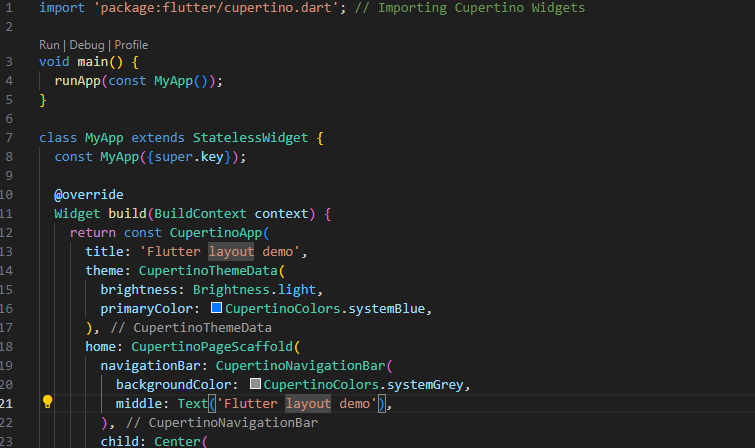 1 import 'package:flutter/cupertino.dart'; // Importing Cupertino Widgets
2
Run | Debug | Profile
3 void main() {
4 runApp(const MyApp());
5 }
6
7 class MyApp extends StatelessWidget {
8 const MyApp({super.key});
9
10 @override
11 Widget build(BuildContext context) {
12 return const CupertinoApp(
13 title: 'Flutter layout demo',
14 theme: CupertinoThemeData(
15 brightness: Brightness.light,
16 primaryColor: CupertinoColors.systemBlue,
17 ), // CupertinoThemeData
18 home: CupertinoPageScaffold(
19 navigationBar: CupertinoNavigationBar(
20 backgroundColor: CupertinoColors.systemGrey,
21 middle: Text('Flutter layout demo'),
22 ), // CupertinoNavigationBar
23 child: Center(